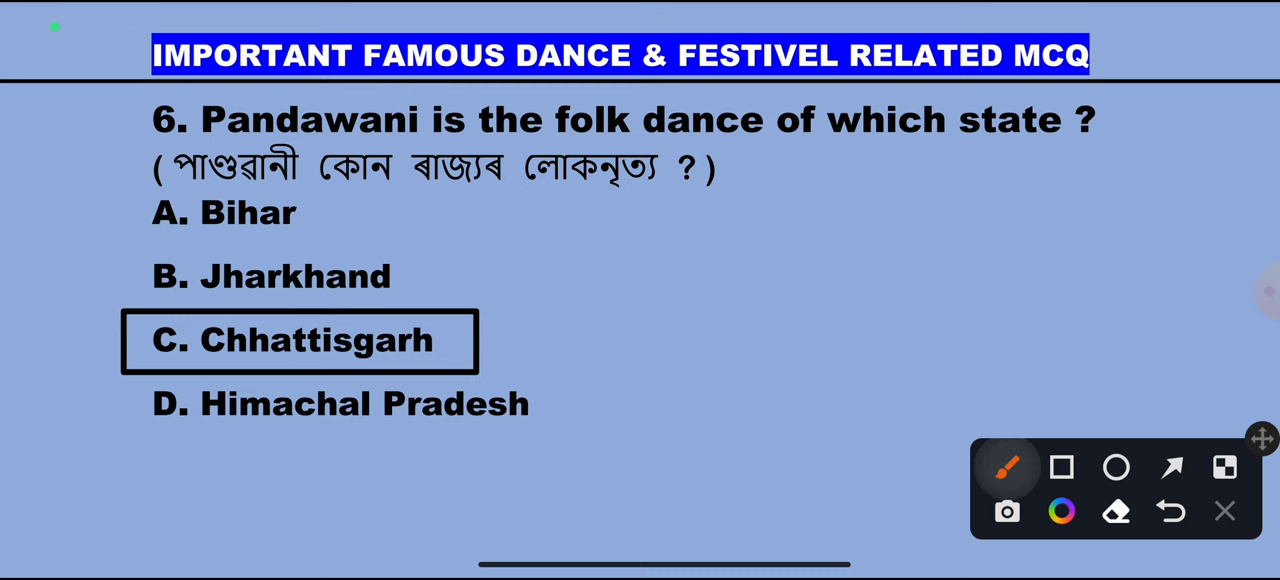 IMPORTANT FAMOUS DANCE & FESTIVEL RELATED MCQ
6. Pandawani is the folk dance of which state ?
( পাণ্ডৱানী কোন ৰাজ্যৰ লোকনৃত্য ? )
A. Bihar
B. Jharkhand
C. Chhattisgarh
D. Himachal Pradesh